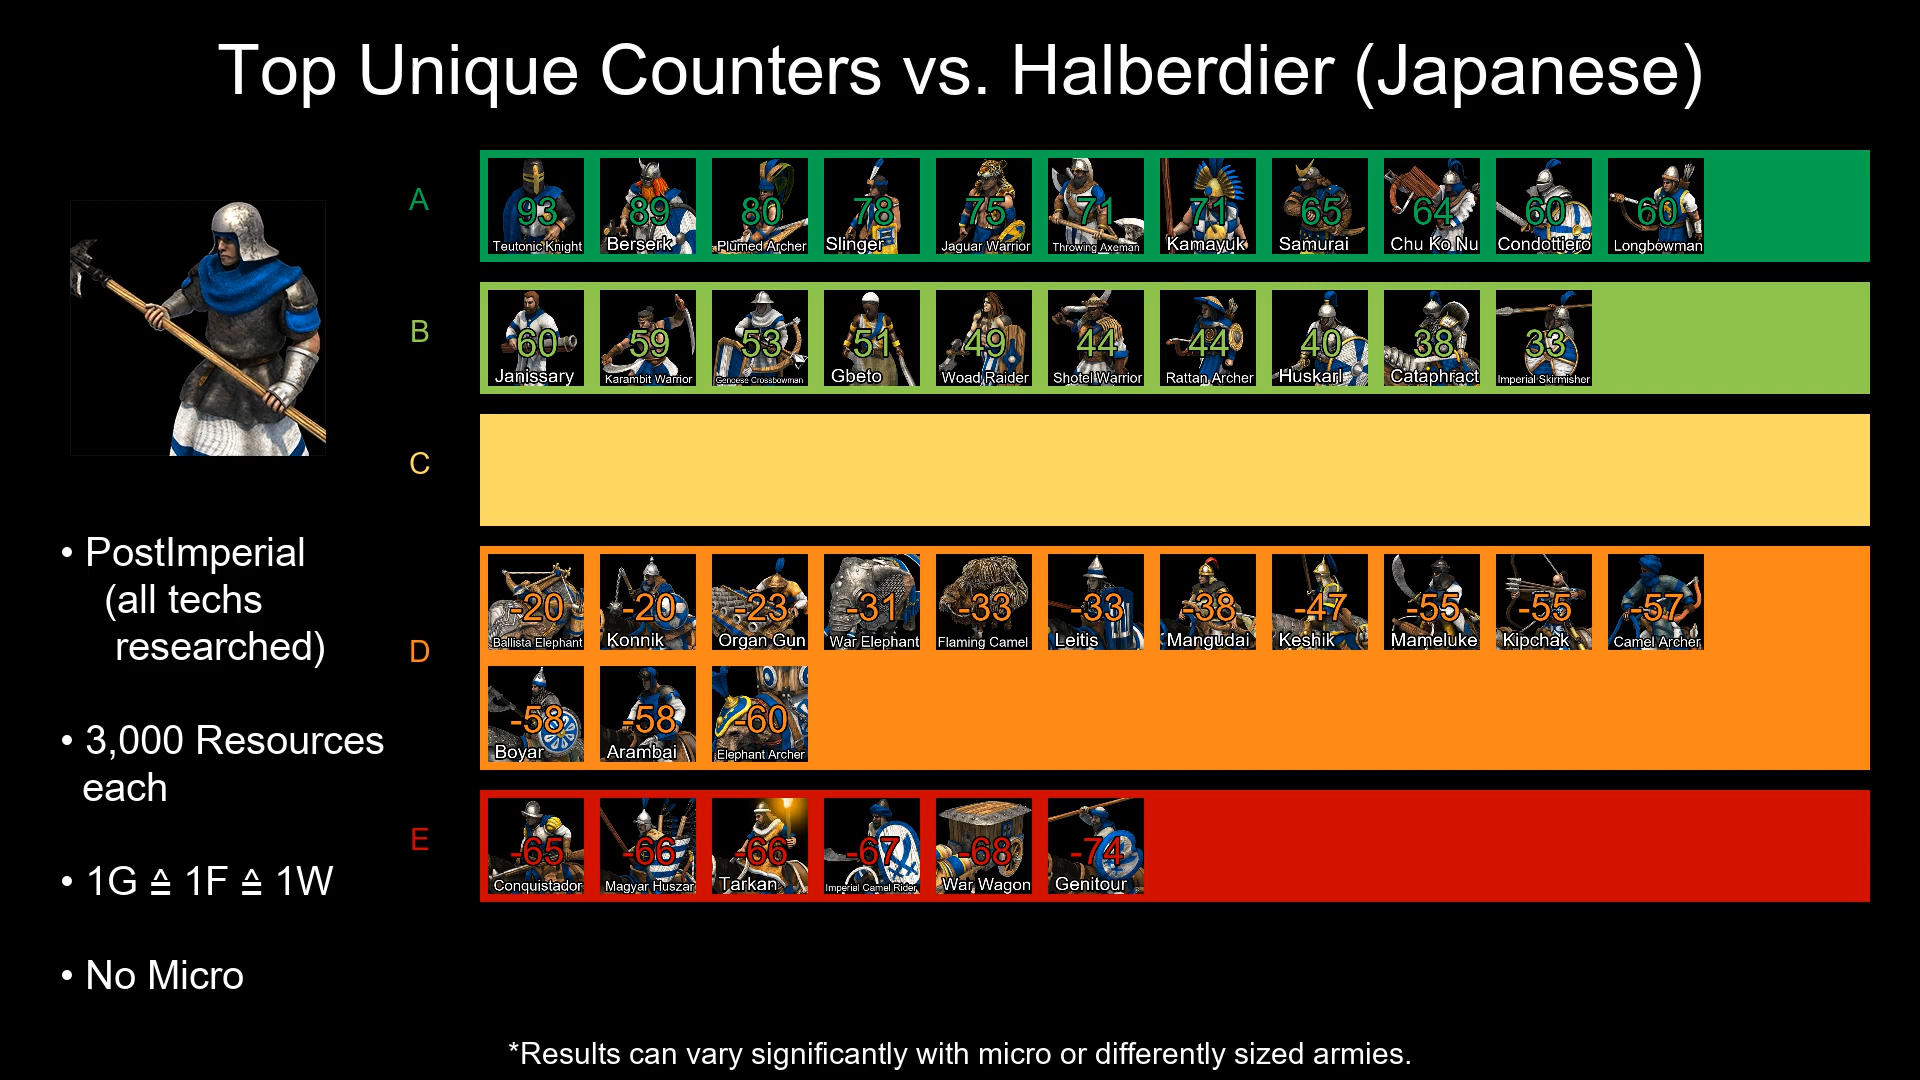 Top Unique Counters vs. Halberdier (Japanese)
A
93 80 78 75 71 71 65 64 60 60
89
Teutonic Knight Berserk Plumed Archer Slinger Jaguar Warrior Throwing Axeman Kamayuk Samurai Chu Ko Nu Condottiero Longbowman
B
60 59 53 51 49 44 44 40 38 33
Janissary Karambit Warrior Genoese Crossbowman Gbeto Woad Raider Shotel Warrior Rattan Archer Huskarl Cataphract Imperial Skirmisher
C
D
-20 -20 -23 -31 -33 -33 -38 -47 -55 -55 -57
Ballista Elephant Konnik Organ Gun War Elephant Flaming Camel Leitis Mangudai Keshik Mameluke Kipchak Camel Archer
-58 -58 -60
Boyar Arambai Elephant Archer
E
-65 -66 -66 -67 -68 -74
Conquistador Magyar Huszar Tarkan Imperial Camel Rider War Wagon Genitour
• PostImperial
(all techs
researched)
• 3,000 Resources
each
• 1G ≙ 1F ≙ 1W
• No Micro
*Results can vary significantly with micro or differently sized armies.